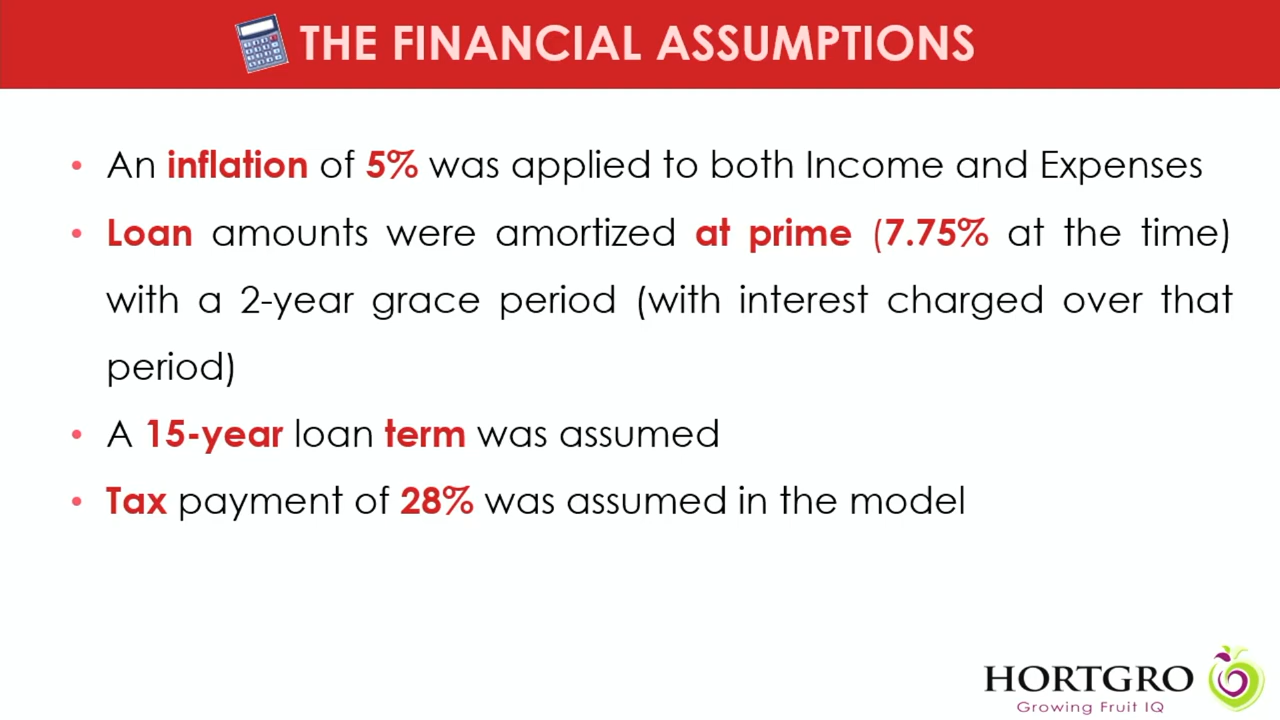 THE FINANCIAL ASSUMPTIONS
• An inflation of 5% was applied to both Income and Expenses
• Loan amounts were amortized at prime (7.75% at the time)
with a 2-year grace period (with interest charged over that
period)
• A 15-year loan term was assumed
• Tax payment of 28% was assumed in the model
HORTGRO
Growing Fruit IQ